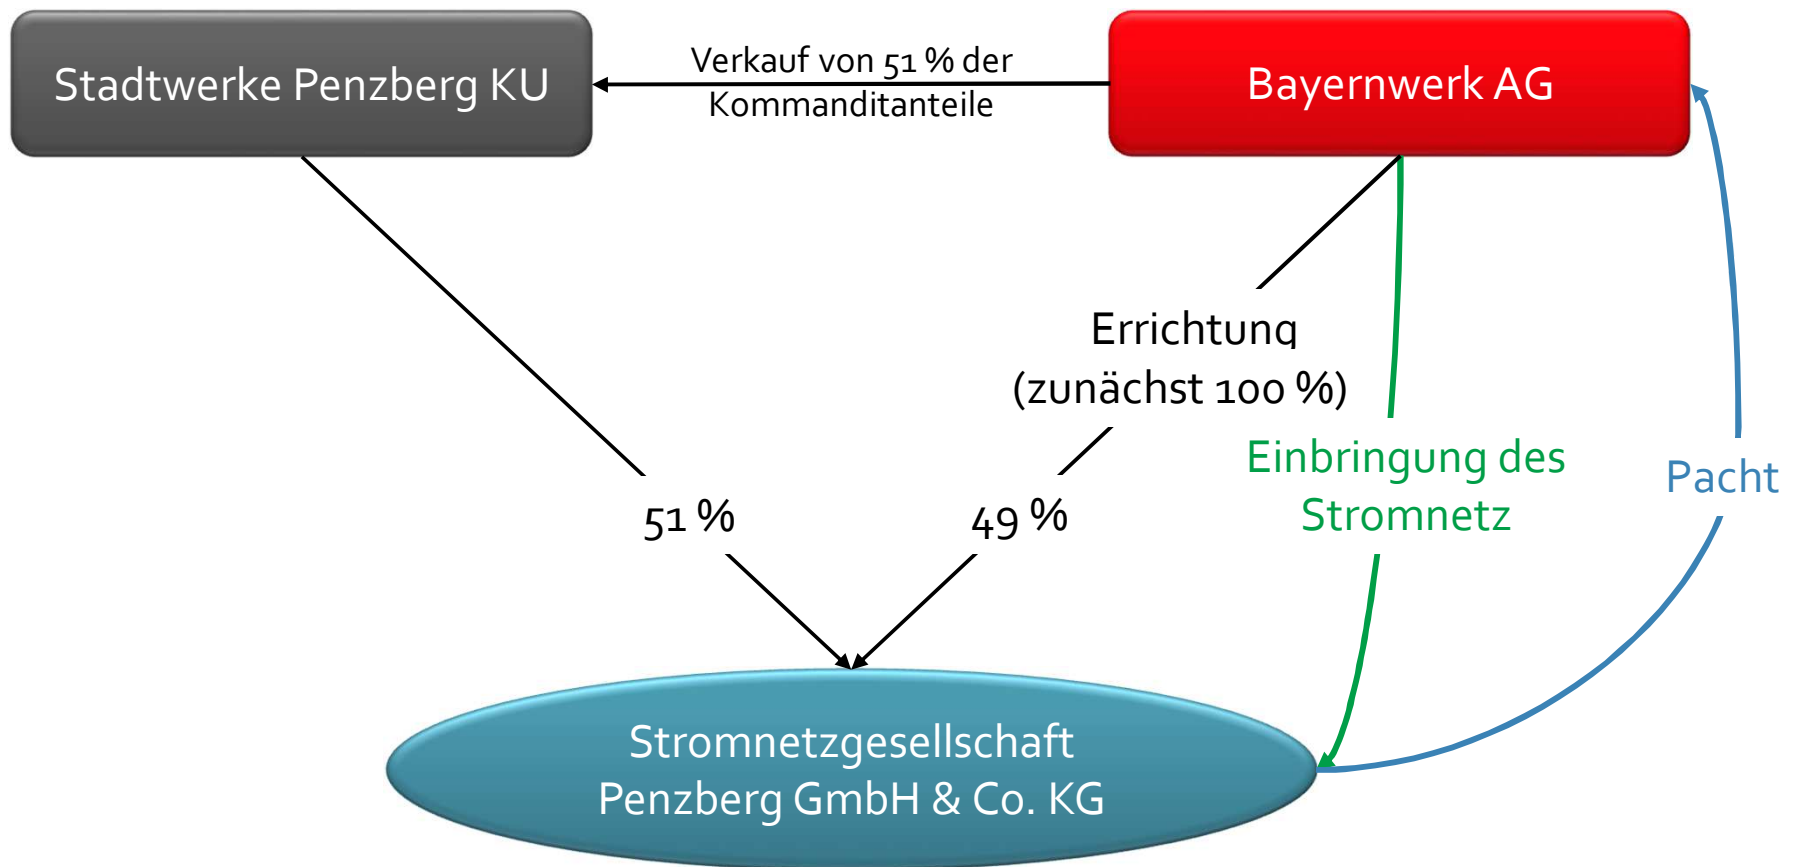 Stadtwerke Penzberg KU
Verkauf von 51 % der
Kommanditanteile
Bayernwerk AG
Errichtung
(zunächst 100 %)
Einbringung des
Stromnetz
Pacht
51 %
49 %
Stromnetzgesellschaft
Penzberg GmbH & Co. KG